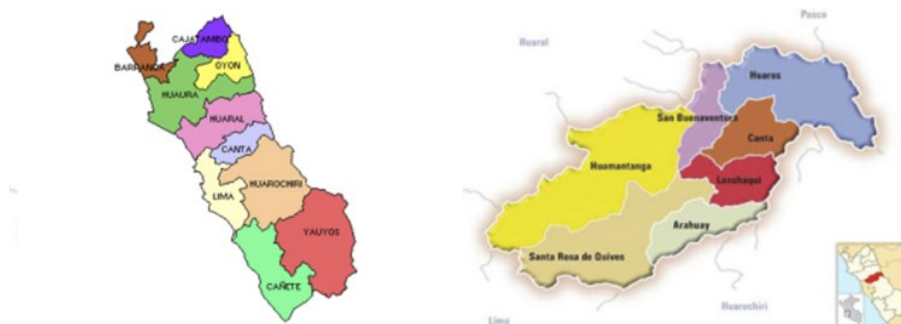 CAJATAMBO
BARRANCA
OYON
HUAURA
HUARAL
CANTA
HUAROCHIRI
LIMA
YAUYOS
CAÑETE
Pasco
Huaral
Huaros
San Buenaventura
Canta
Huamantanga
Lanchaqui
Arahuay
Santa Rosa de Quives
Huarochiri
Lima